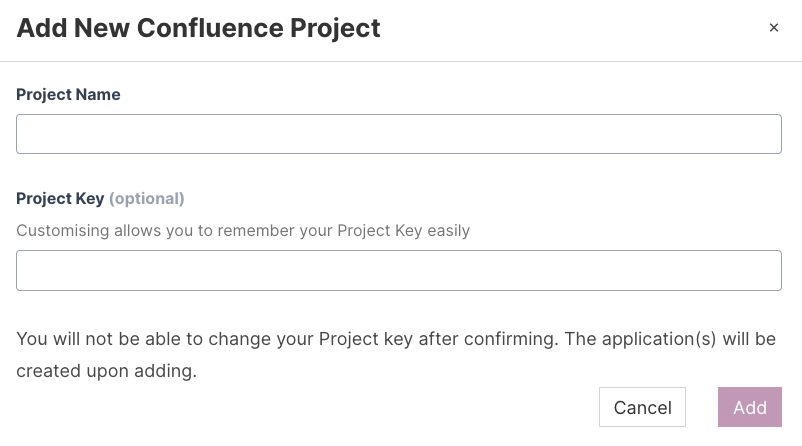 Add New Confluence Project
×
Project Name
Project Key (optional)
Customising allows you to remember your Project Key easily
You will not be able to change your Project key after confirming. The application(s) will be
created upon adding.
Cancel Add